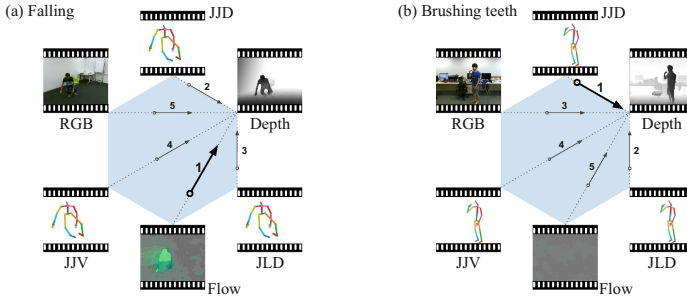 (a) Falling
JJD
RGB
Depth
2
5
4
3
1
JJV
JLD
Flow
(b) Brushing teeth
JJD
RGB
Depth
1
3
4
2
5
JJV
JLD
Flow